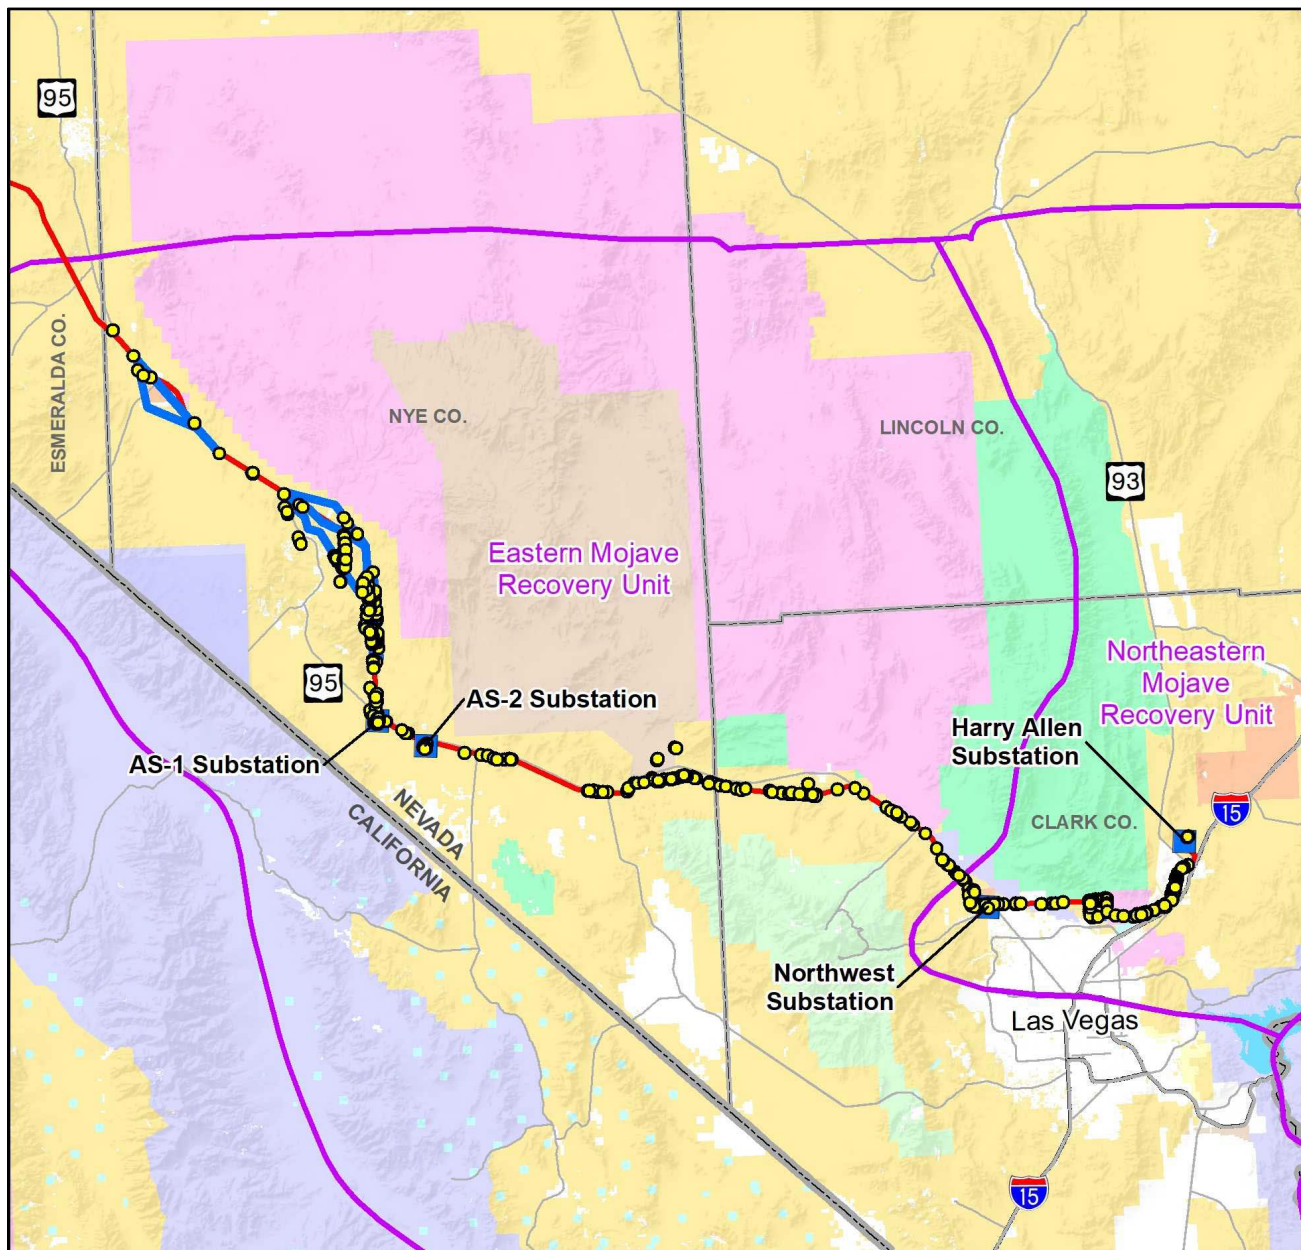 95
ESMERALDA CO.
NYE CO.
LINCOLN CO.
93
Eastern Mojave
Recovery Unit
Northeastern
Mojave
Recovery Unit
95
AS-2 Substation
Harry Allen
Substation
AS-1 Substation
NEVADA
CALIFORNIA
15
CLARK CO.
Northwest
Substation
Las Vegas
15